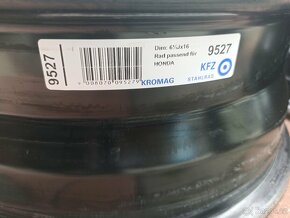 9527
Dim: 6½Jx16
Rad passend für
HONDA
9527
KFZ
STAHLRAD
KROMAG